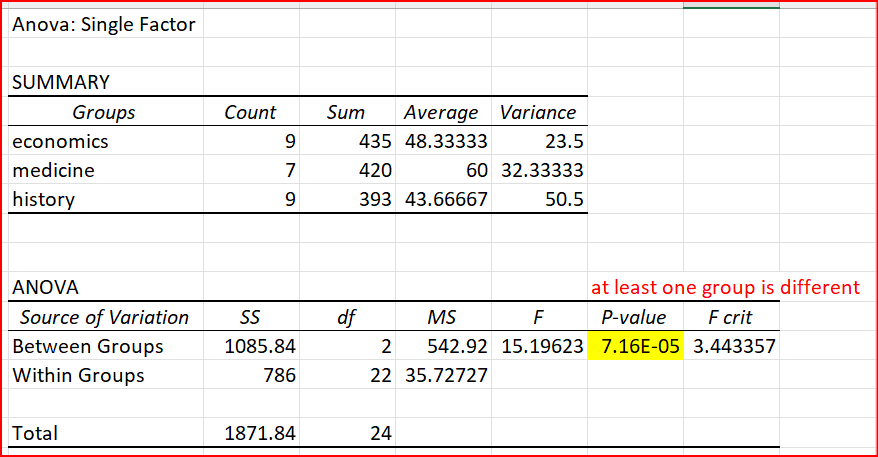 Anova: Single Factor
SUMMARY
Groups Count Sum Average Variance
economics 9 435 48.33333 23.5
medicine 7 420 60 32.33333
history 9 393 43.66667 50.5
ANOVA at least one group is different
Source of Variation SS df MS F P-value F crit
Between Groups 1085.84 2 542.92 15.19623 7.16E-05 3.443357
Within Groups 786 22 35.72727
Total 1871.84 24